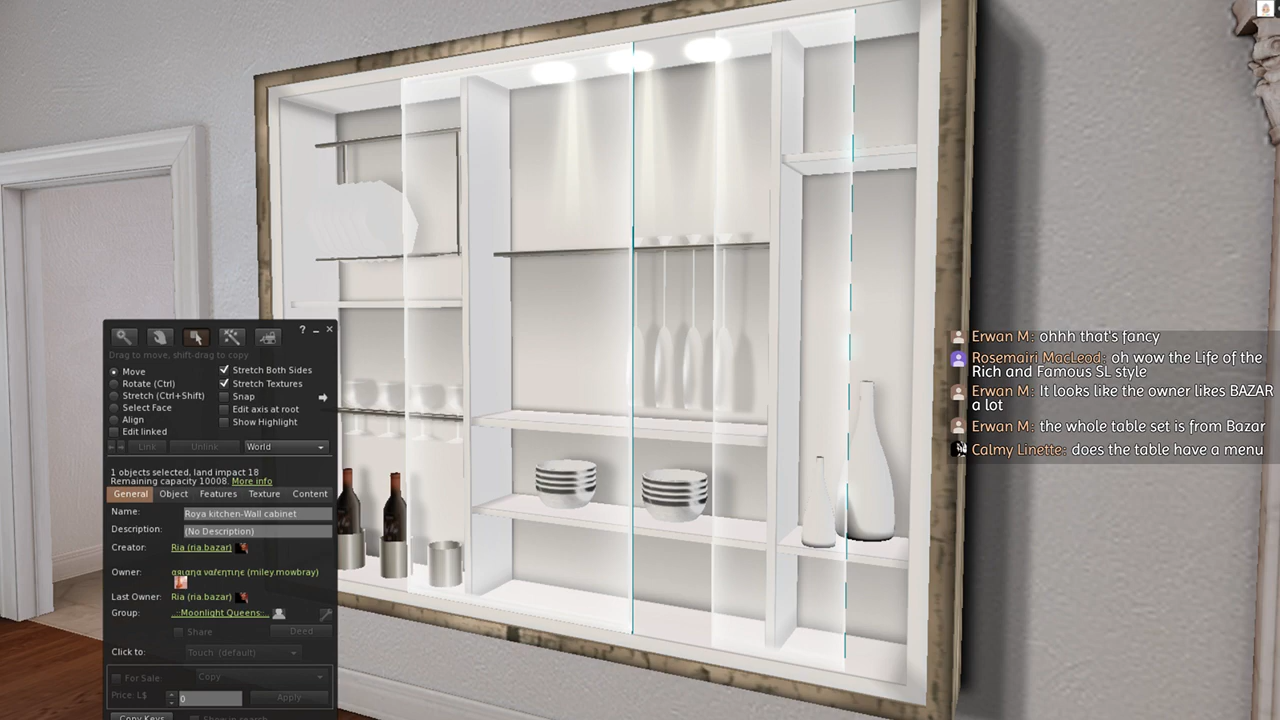 Drag to move, shift-drag to copy
Move
Rotate (Ctrl)
Stretch (Ctrl+Shift)
Select Face
Align
Edit linked
Stretch Both Sides
Stretch Textures
Snap
Edit axis at root
Show Highlight
Link Unlink World
1 objects selected, land impact 18
Remaining capacity 10008. More info
General Object Features Texture Content
Name: Roya kitchen-Wall cabinet
Description: (No Description)
Creator: Ria (ria.bazar)
Owner: (miley.mowbray)
Last Owner: Ria (ria.bazar)
Group: ..::Moonlight Queens::..
Share Deed
Click to: Touch (default)
For Sale: Copy
Price: L$ 0 Apply
Copy Keys Show in search
Erwan M: ohhh that's fancy
Rosemairi MacLeod: oh wow the Life of the
Rich and Famous SL style
Erwan M: It looks like the owner likes BAZAR
a lot
Erwan M: the whole table set is from Bazar
Calmy Linette: does the table have a menu